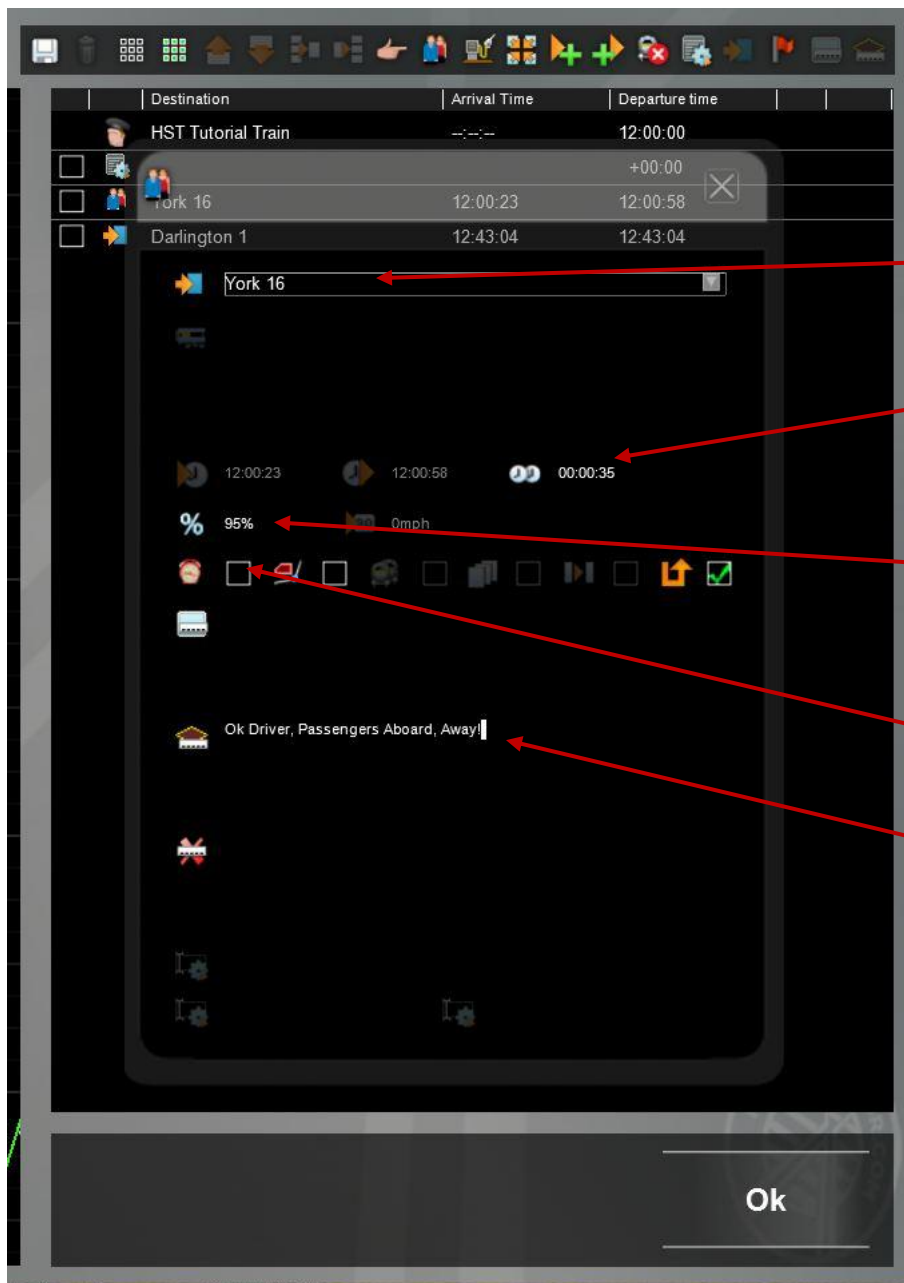 Destination Arrival Time Departure time
HST Tutorial Train --:--:-- 12:00:00
+00:00
York 16 12:00:23 12:00:58
Darlington 1 12:43:04 12:43:04
York 16
12:00:23 12:00:58 00:00:35
% 95% 0mph
Ok Driver, Passengers Aboard, Away!
Ok